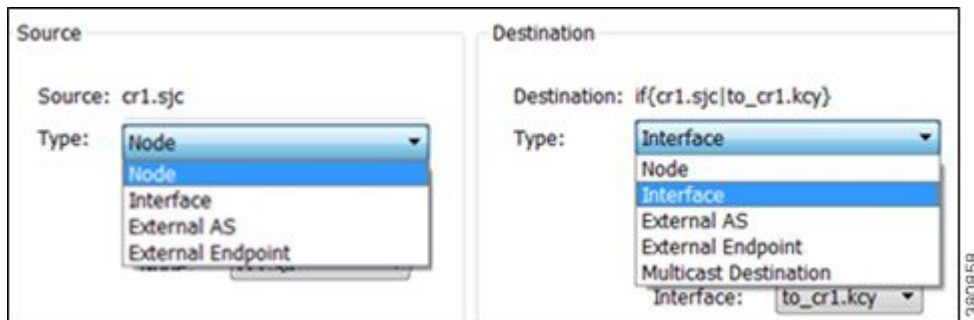 Source
Source: cr1.sjc
Type: Node
Node
Interface
External AS
External Endpoint
Destination
Destination: if{cr1.sjc|to_cr1.kcy}
Type: Interface
Node
Interface
External AS
External Endpoint
Multicast Destination
Interface: to_cr1.kcy
380859